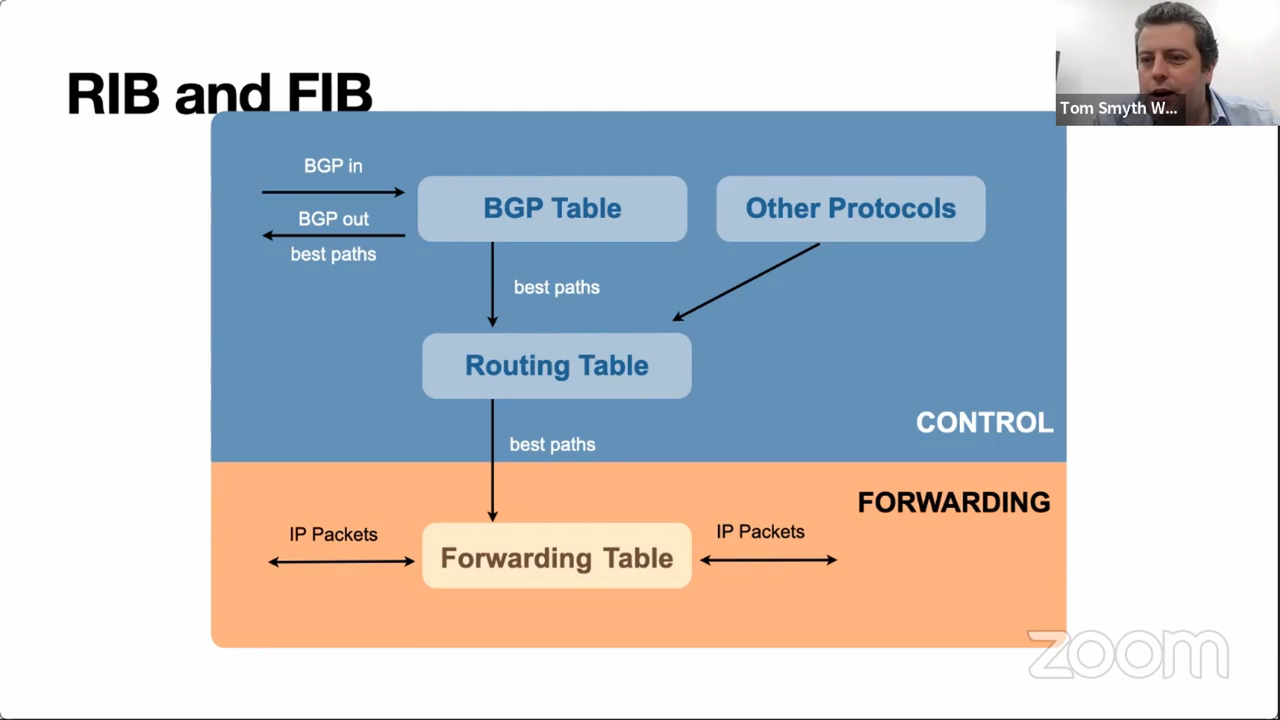 RIB and FIB
Tom Smyth W...
BGP in
BGP out
best paths
BGP Table
Other Protocols
best paths
Routing Table
CONTROL
best paths
FORWARDING
IP Packets
Forwarding Table
IP Packets
zoom